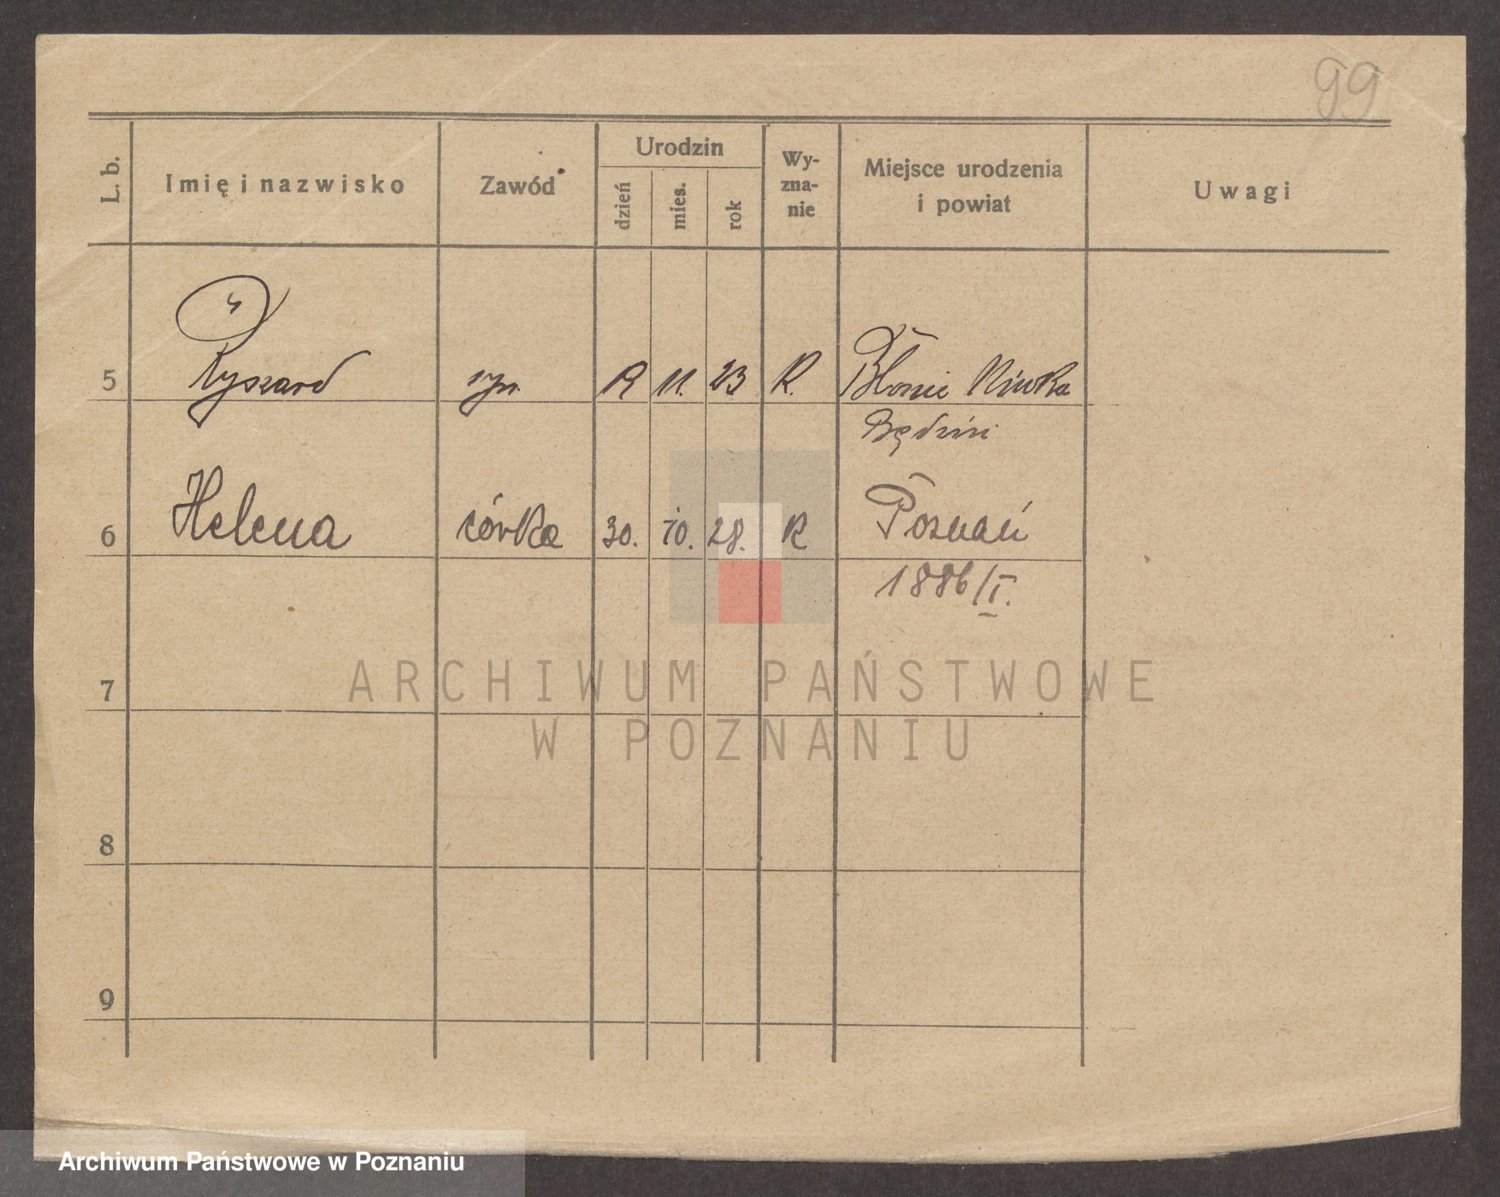 99
L. b.
Imię i nazwisko
Zawód
Urodzin
dzień
mies.
rok
Wy-
zna-
nie
Miejsce urodzenia
i powiat
Uwagi
5 Ryszard syn 11. 23 R. Błonie Niwka
Będzin
6 Helena córka 30. 10. 28. R Poznań
1886/I.
7
8
9
ARCHIWUM PAŃSTWOWE
W POZNANIU
Archiwum Państwowe w Poznaniu